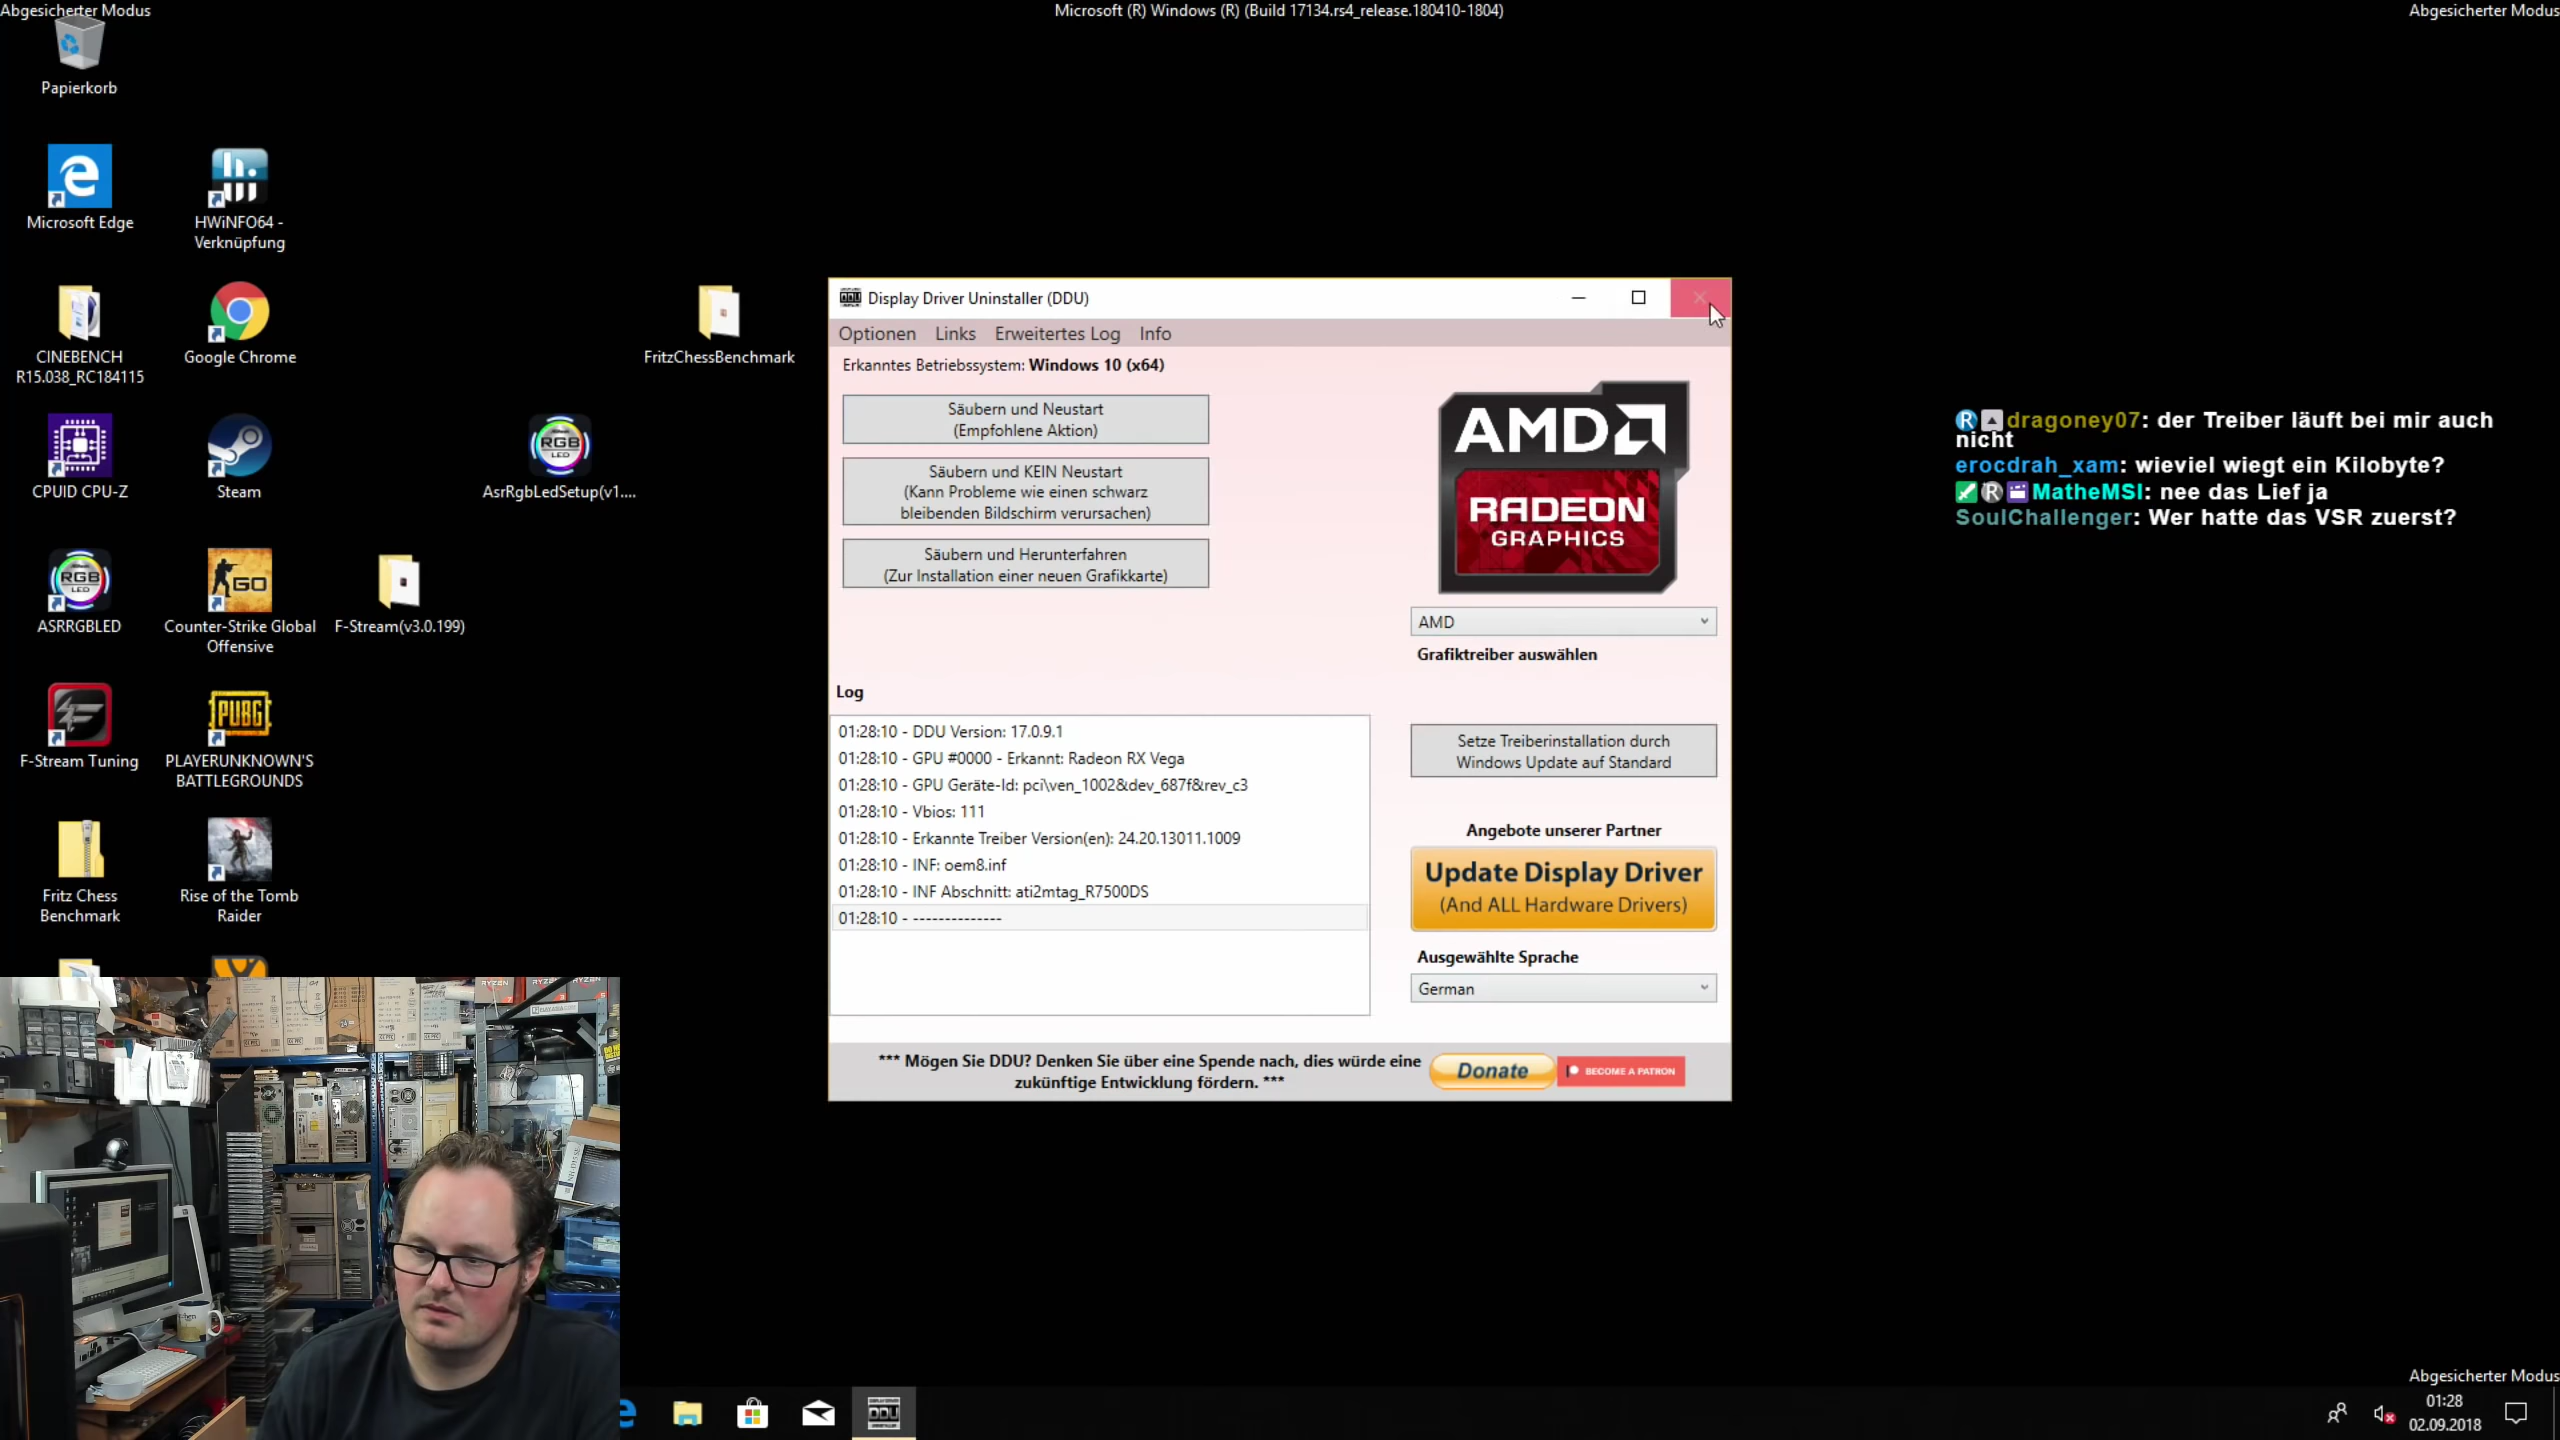 Abgesicherter Modus
Microsoft (R) Windows (R) (Build 17134.rs4_release.180410-1804)
Abgesicherter Modus
Papierkorb
Microsoft Edge
HWiNFO64 -
Verknüpfung
CINEBENCH
R15.038_RC184115
Google Chrome
FritzChessBenchmark
CPUID CPU-Z
Steam
RGB
LED
AsrRgbLedSetup(v1....
RGB
LED
ASRRGBLED
GO
Counter-Strike Global
Offensive
F-Stream(v3.0.199)
F-Stream Tuning
PUBG
PLAYERUNKNOWN'S
BATTLEGROUNDS
Fritz Chess
Benchmark
Rise of the Tomb
Raider
DDU
Display Driver Uninstaller (DDU)
Optionen Links Erweitertes Log Info
Erkanntes Betriebssystem: Windows 10 (x64)
Säubern und Neustart
(Empfohlene Aktion)
Säubern und KEIN Neustart
(Kann Probleme wie einen schwarz
bleibenden Bildschirm verursachen)
Säubern und Herunterfahren
(Zur Installation einer neuen Grafikkarte)
AMD
RADEON
GRAPHICS
AMD
Grafiktreiber auswählen
Log
01:28:10 - DDU Version: 17.0.9.1
01:28:10 - GPU #0000 - Erkannt: Radeon RX Vega
01:28:10 - GPU Geräte-Id: pci\ven_1002&dev_687f&rev_c3
01:28:10 - Vbios: 111
01:28:10 - Erkannte Treiber Version(en): 24.20.13011.1009
01:28:10 - INF: oem8.inf
01:28:10 - INF Abschnitt: ati2mtag_R7500DS
01:28:10 - --------------
Setze Treiberinstallation durch
Windows Update auf Standard
Angebote unserer Partner
Update Display Driver
(And ALL Hardware Drivers)
Ausgewählte Sprache
German
*** Mögen Sie DDU? Denken Sie über eine Spende nach, dies würde eine
zukünftige Entwicklung fördern. ***
Donate
BECOME A PATRON
dragoney07: der Treiber läuft bei mir auch
nicht
erocdrah_xam: wieviel wiegt ein Kilobyte?
MatheMSI: nee das Lief ja
SoulChallenger: Wer hatte das VSR zuerst?
RYZEN
RYZEN
RYZEN
DDU
Abgesicherter Modus
01:28
02.09.2018